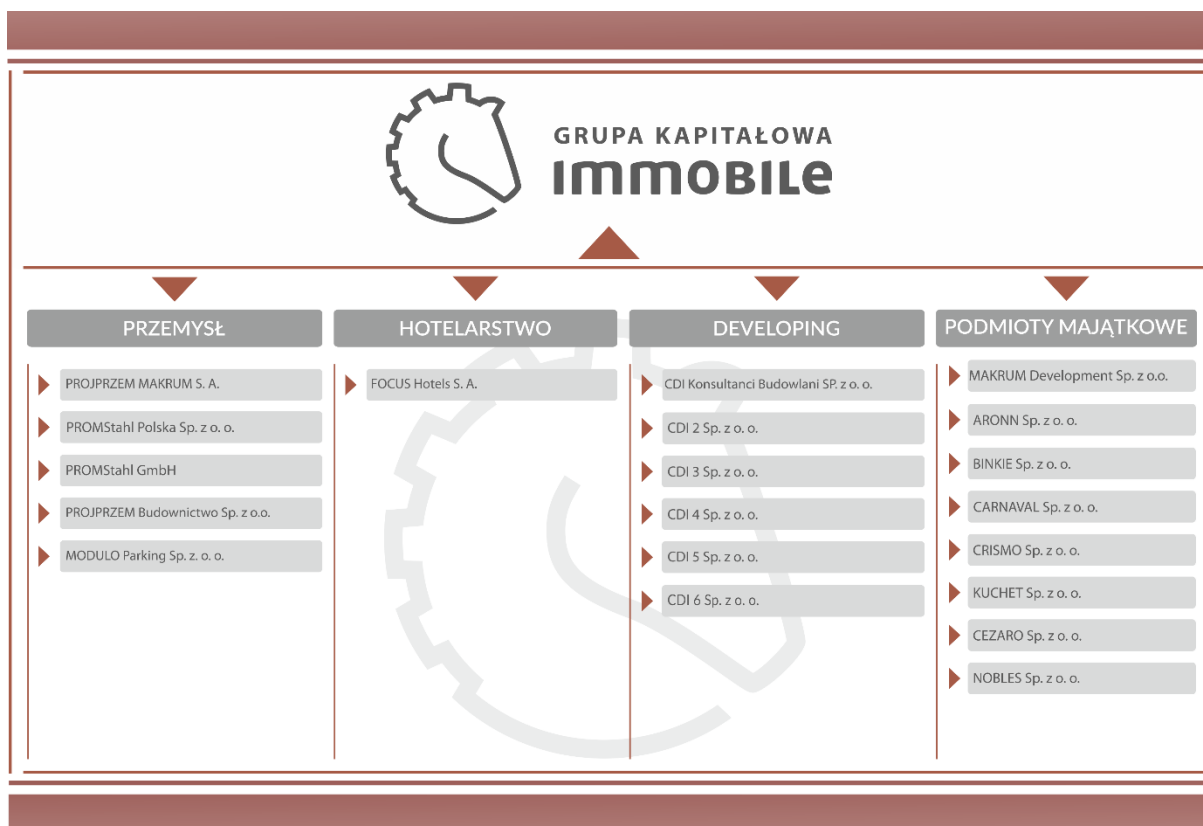 GRUPA KAPITAŁOWA
IMMOBILE
PRZEMYSŁ
PROJPRZEM MAKRUM S. A.
PROMStahl Polska Sp. z o. o.
PROMStahl GmbH
PROJPRZEM Budownictwo Sp. z o.o.
MODULO Parking Sp. z. o. o.
HOTELARSTWO
FOCUS Hotels S. A.
DEVELOPING
CDI Konsultanci Budowlani SP. z o. o.
CDI 2 Sp. z o. o.
CDI 3 Sp. z o. o.
CDI 4 Sp. z o. o.
CDI 5 Sp. z o. o.
CDI 6 Sp. z o. o.
PODMIOTY MAJĄTKOWE
MAKRUM Development Sp. z o.o.
ARONN Sp. z o. o.
BINKIE Sp. z o. o.
CARNAVAL Sp. z o. o.
CRISMO Sp. z o. o.
KUCHET Sp. z o. o.
CEZARO Sp. z o. o.
NOBLES Sp. z o. o.